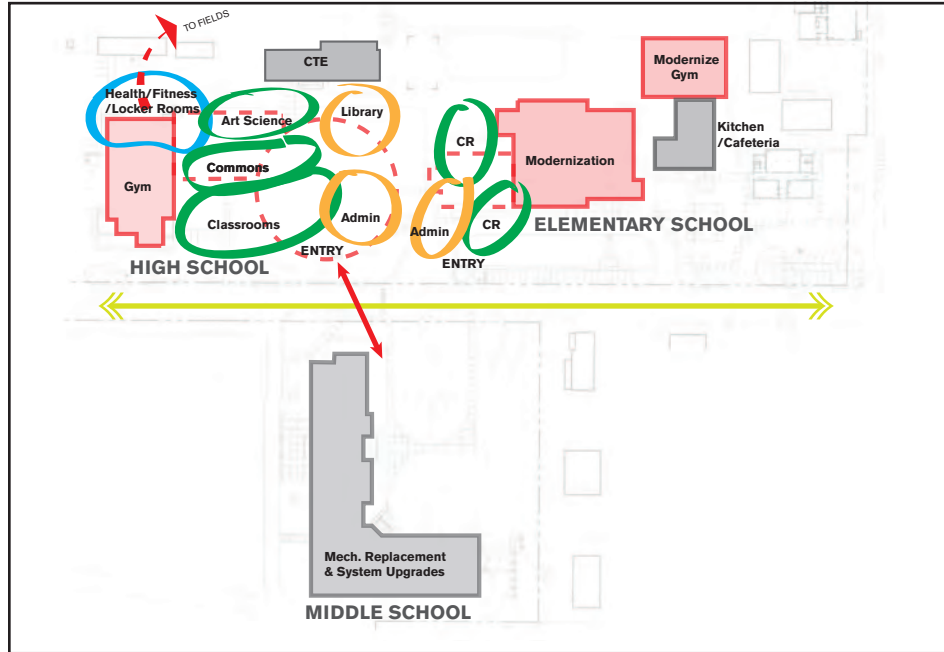 TO FIELDS
CTE
Health/Fitness
/Locker Rooms
Art Science
Library
Modernize
Gym
Kitchen
/Cafeteria
CR
Modernization
Commons
Gym
Classrooms
Admin
Admin
CR
ELEMENTARY SCHOOL
ENTRY
ENTRY
HIGH SCHOOL
Mech. Replacement
& System Upgrades
MIDDLE SCHOOL